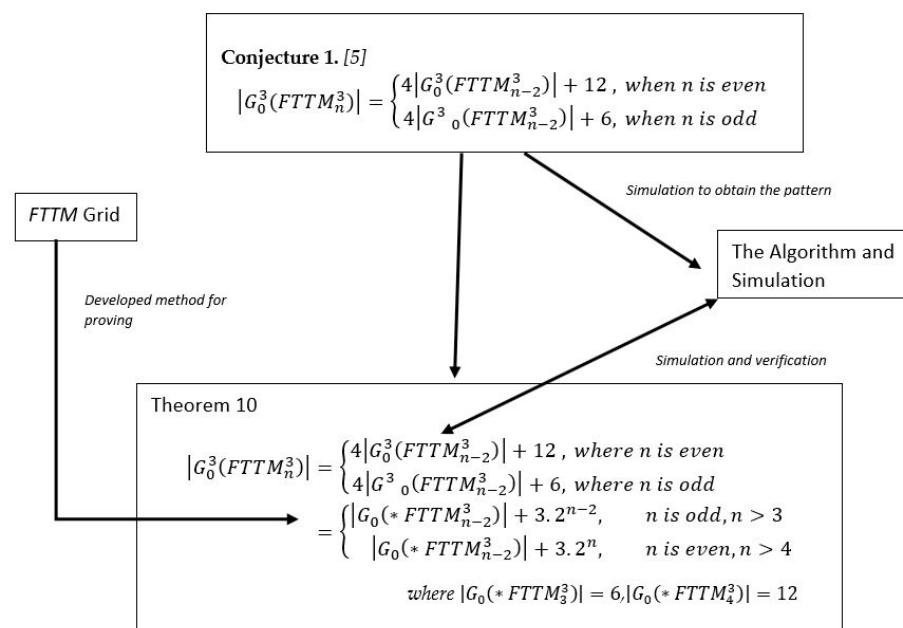 Conjecture 1. [5]
|G_0^3(FTTM_n^3)| = {4|G_0^3(FTTM_{n-2}^3)| + 12 , when n is even
4|G^3 _0(FTTM_{n-2}^3)| + 6, when n is odd
Simulation to obtain the pattern
FTTM Grid
The Algorithm and
Simulation
Developed method for
proving
Simulation and verification
Theorem 10
|G_0^3(FTTM_n^3)| = {4|G_0^3(FTTM_{n-2}^3)| + 12 , where n is even
4|G^3 _0(FTTM_{n-2}^3)| + 6, where n is odd
= {|G_0(* FTTM_{n-2}^3)| + 3. 2^{n-2}, n is odd, n > 3
|G_0(* FTTM_{n-2}^3)| + 3. 2^n, n is even, n > 4
where |G_0(* FTTM_3^3)| = 6,|G_0(* FTTM_4^3)| = 12